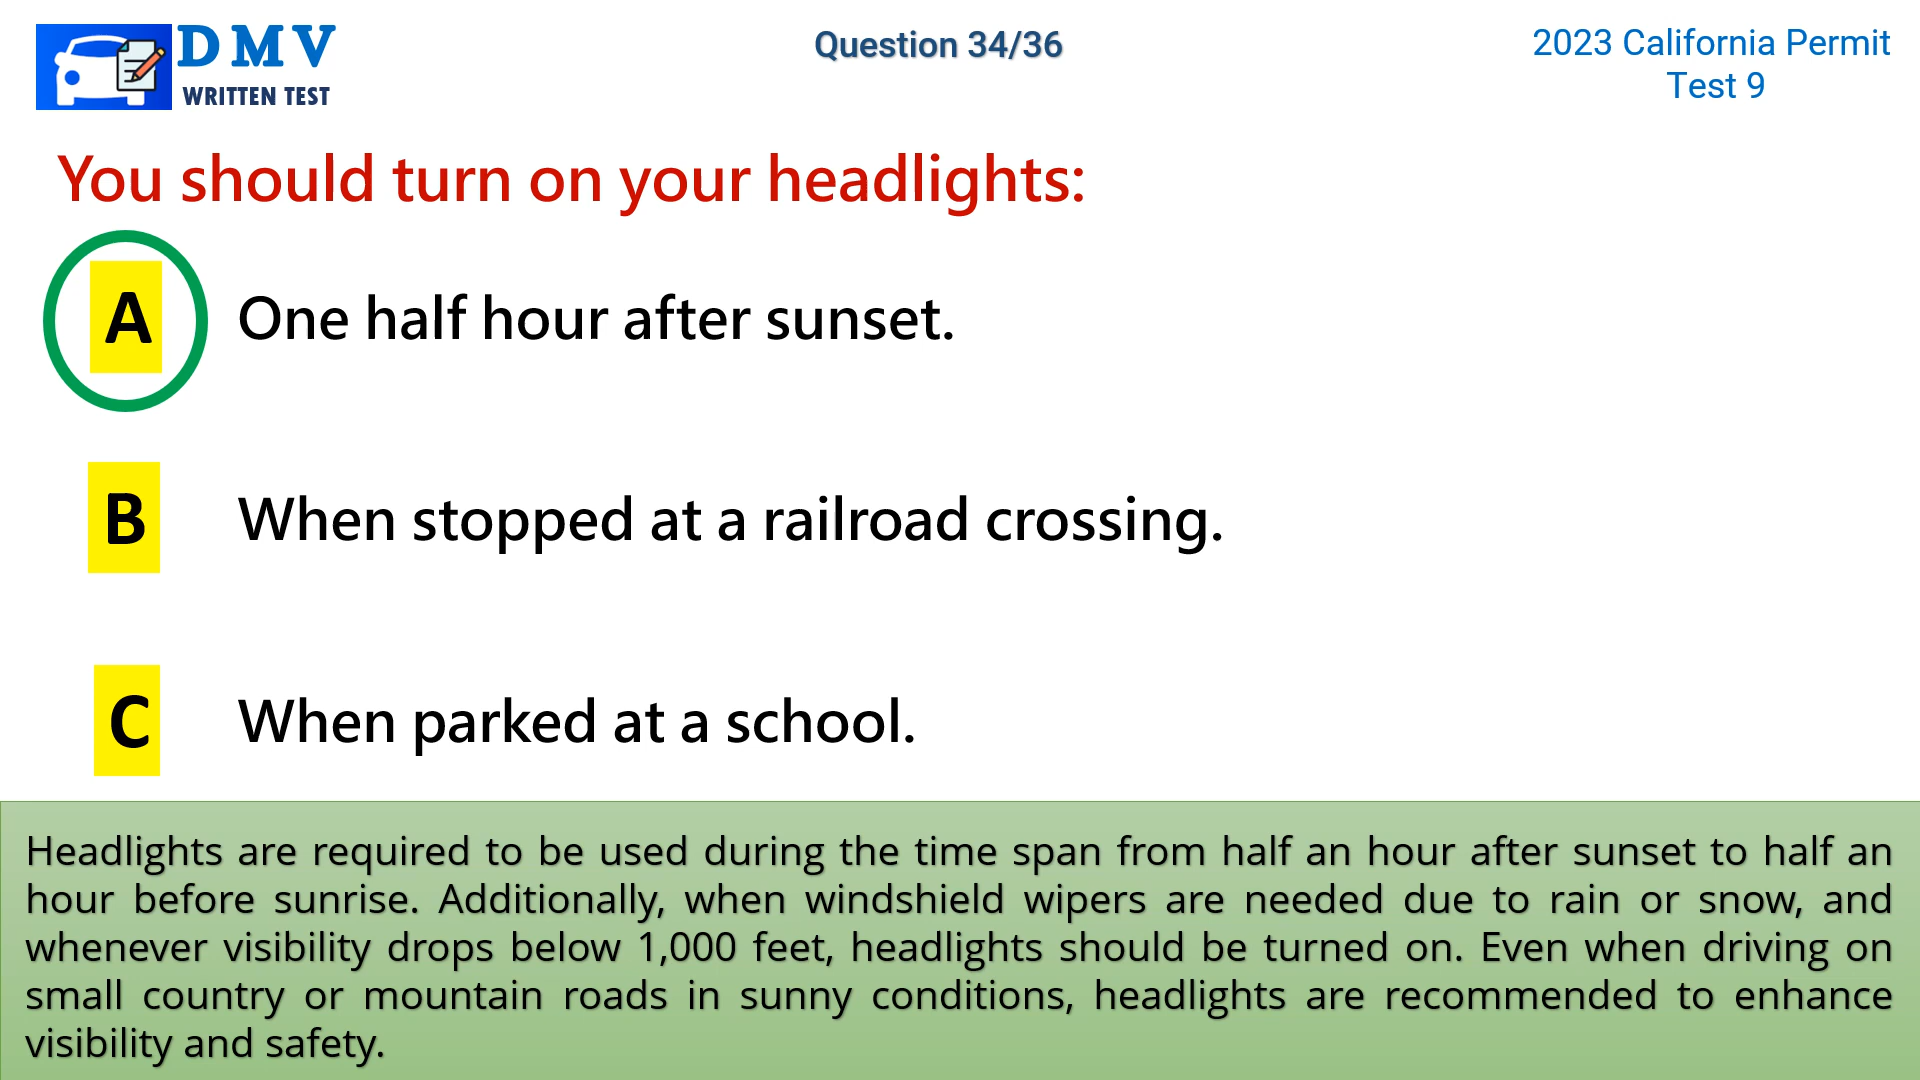 DMV
WRITTEN TEST
Question 34/36
2023 California Permit
Test 9
You should turn on your headlights:
A One half hour after sunset.
B When stopped at a railroad crossing.
C When parked at a school.
Headlights are required to be used during the time span from half an hour after sunset to half an
hour before sunrise. Additionally, when windshield wipers are needed due to rain or snow, and
whenever visibility drops below 1,000 feet, headlights should be turned on. Even when driving on
small country or mountain roads in sunny conditions, headlights are recommended to enhance
visibility and safety.